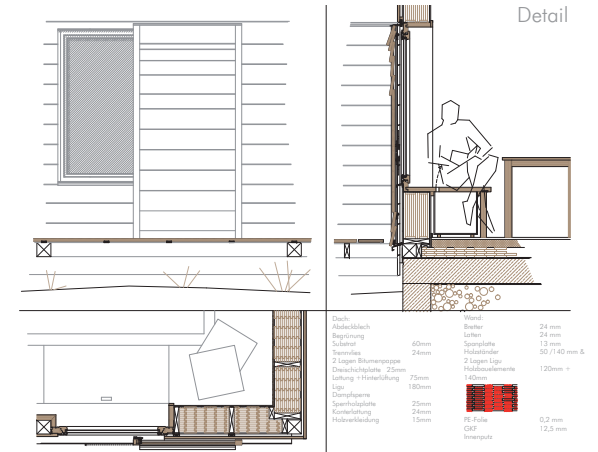 Detail
Dach:
Abdeckblech
Begrünung
Substrat 60mm
Trennvlies 24mm
2 Lagen Bitumenpappe
Dreischichtplatte 25mm
Lattung +Hinterlüftung 75mm
Ligu 180mm
Dampfsperre
Sperrholzplatte 25mm
Konterlattung 24mm
Holzverkleidung 15mm
Wand:
Bretter 24 mm
Latten 24 mm
Spanplatte 13 mm
Holzständer 50 /140 mm &
2 Lagen Ligu
Holzbauelemente 120mm +
140mm
PE-Folie 0,2 mm
GKF 12,5 mm
Innenputz